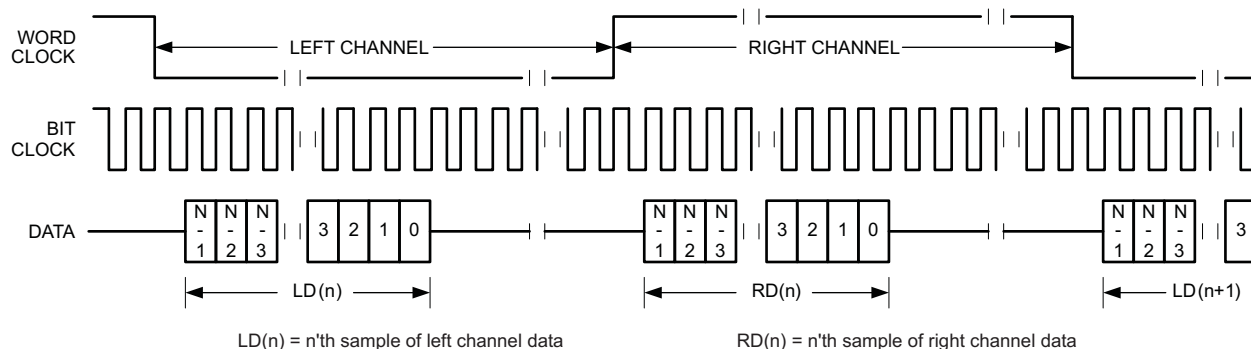 WORD
CLOCK
LEFT CHANNEL
RIGHT CHANNEL
BIT
CLOCK
DATA
N
-
1
N
-
2
N
-
3
3 2 1 0
N
-
1
N
-
2
N
-
3
3 2 1 0
N
-
1
N
-
2
N
-
3
3
LD(n)
RD(n)
LD(n+1)
LD(n) = n'th sample of left channel data
RD(n) = n'th sample of right channel data